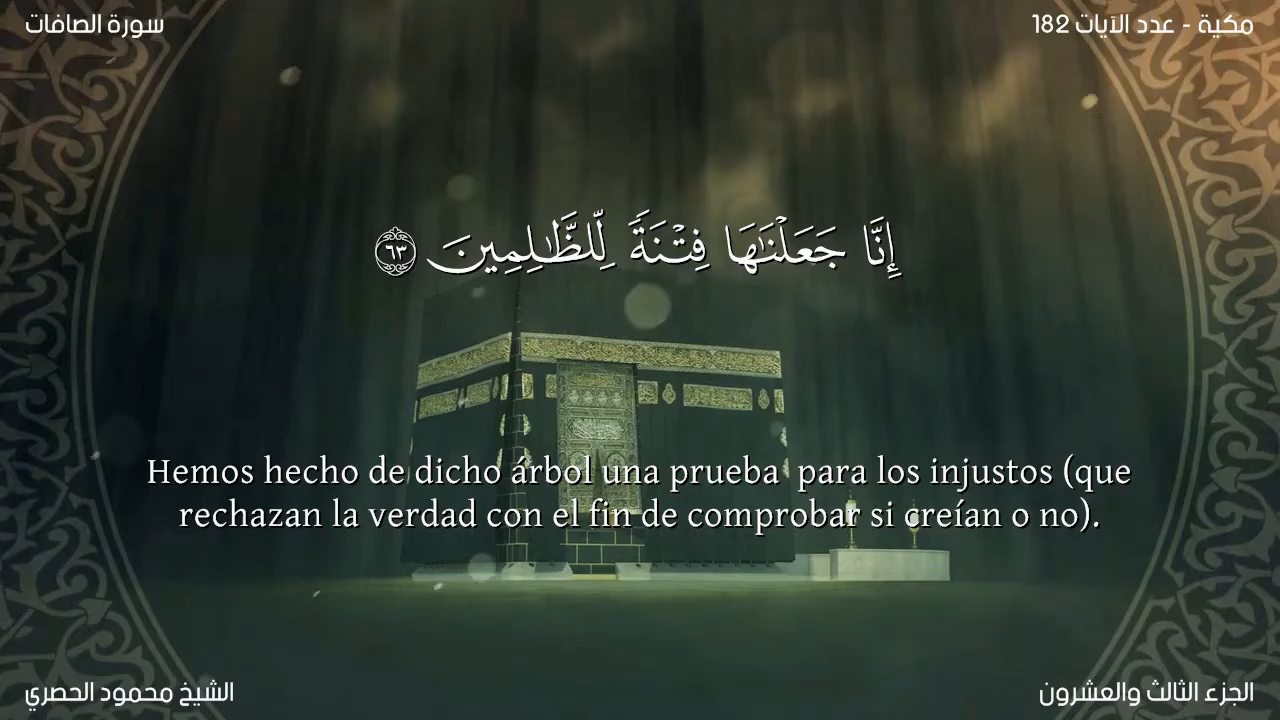 سورة الصافات
مكية - عدد الآيات 182
إِنَّا جَعَلْنَٰهَا فِتْنَةً لِّلظَّٰلِمِينَ ٦٣
Hemos hecho de dicho árbol una prueba  para los injustos (que
rechazan la verdad con el fin de comprobar si creían o no).
الشيخ محمود الحصري
الجزء الثالث والعشرون